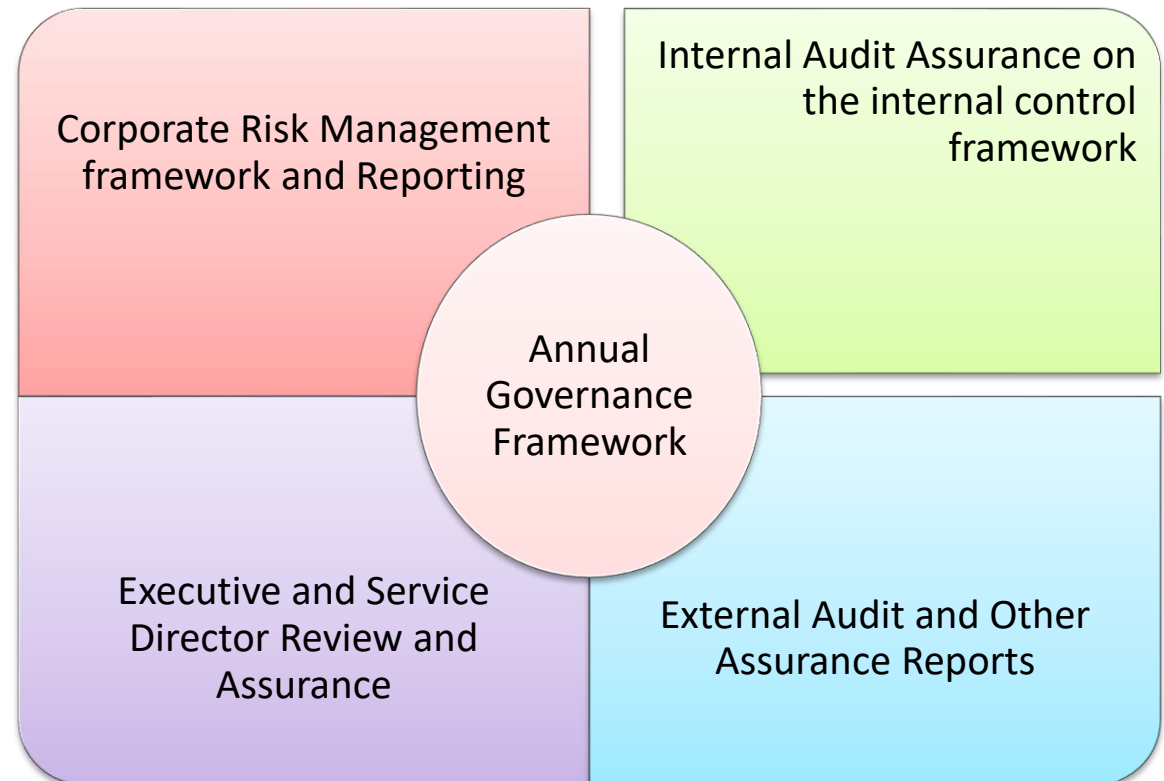 Corporate Risk Management
framework and Reporting
Internal Audit Assurance on
the internal control
framework
Annual
Governance
Framework
Executive and Service
Director Review and
Assurance
External Audit and Other
Assurance Reports